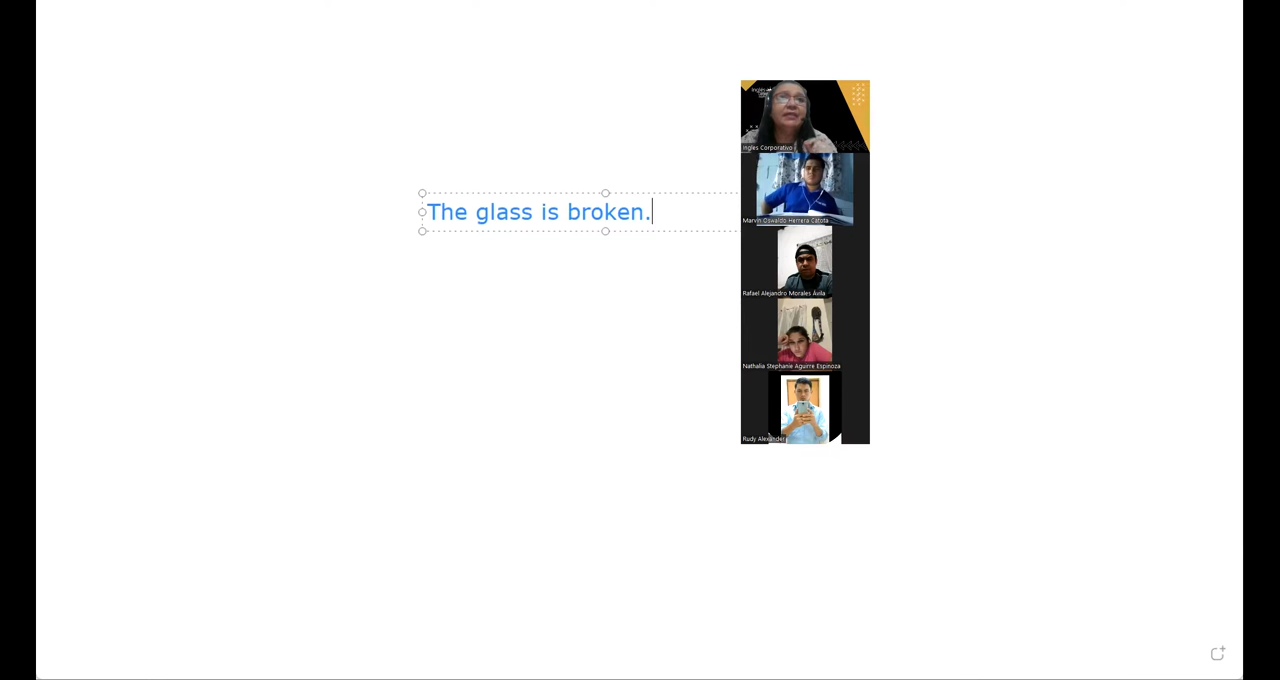 The glass is broken.
Inglés
Ingles Corporativo
Marvin Oswaldo Herrera Catota
Rafael Alejandro Morales Ávila
Nathalia Stephanie Aguirre Espinoza
Rudy Alexander